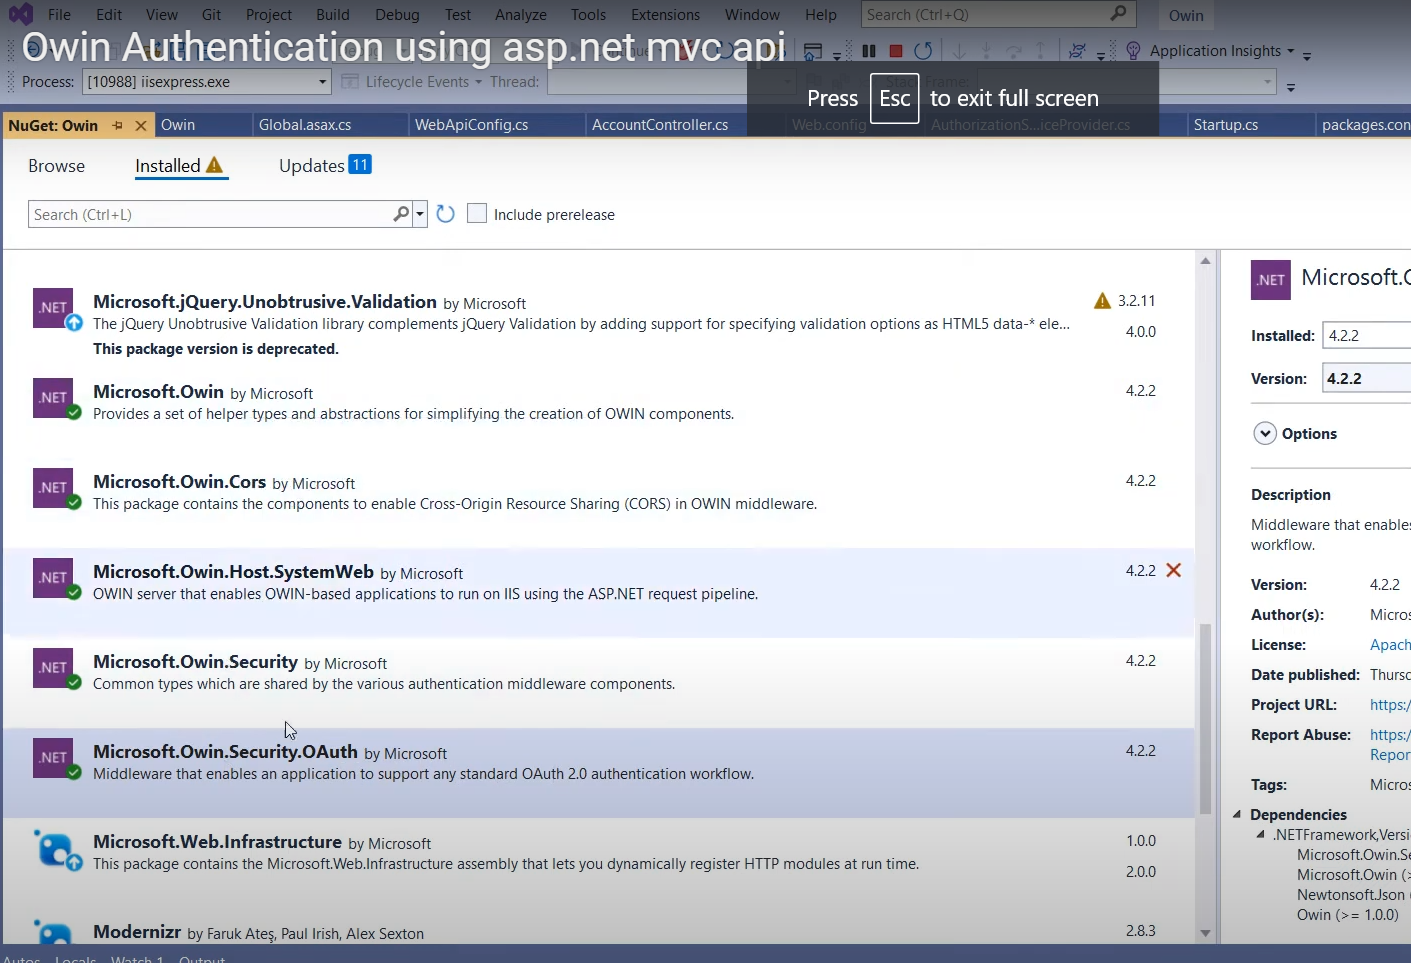 File Edit View Git Project Build Debug Test Analyze Tools Extensions Window Help Search (Ctrl+Q) Owin
Owin Authentication using asp.net mvc api
Application Insights
Process: [10988] iisexpress.exe Lifecycle Events Thread: Stack Frame:
Press Esc to exit full screen
NuGet: Owin Owin Global.asax.cs WebApiConfig.cs AccountController.cs Web.config AuthorizationS...iceProvider.cs Startup.cs packages.con
Browse Installed Updates 11
Search (Ctrl+L) Include prerelease
.NET Microsoft.jQuery.Unobtrusive.Validation by Microsoft 3.2.11
The jQuery Unobtrusive Validation library complements jQuery Validation by adding support for specifying validation options as HTML5 data-* ele... 4.0.0
This package version is deprecated.
.NET Microsoft.Owin by Microsoft 4.2.2
Provides a set of helper types and abstractions for simplifying the creation of OWIN components.
.NET Microsoft.Owin.Cors by Microsoft 4.2.2
This package contains the components to enable Cross-Origin Resource Sharing (CORS) in OWIN middleware.
.NET Microsoft.Owin.Host.SystemWeb by Microsoft 4.2.2
OWIN server that enables OWIN-based applications to run on IIS using the ASP.NET request pipeline.
.NET Microsoft.Owin.Security by Microsoft 4.2.2
Common types which are shared by the various authentication middleware components.
.NET Microsoft.Owin.Security.OAuth by Microsoft 4.2.2
Middleware that enables an application to support any standard OAuth 2.0 authentication workflow.
Microsoft.Web.Infrastructure by Microsoft 1.0.0
This package contains the Microsoft.Web.Infrastructure assembly that lets you dynamically register HTTP modules at run time. 2.0.0
Modernizr by Faruk Ateş, Paul Irish, Alex Sexton 2.8.3
.NET Microsoft.O
Installed: 4.2.2
Version: 4.2.2
Options
Description
Middleware that enables
workflow.
Version: 4.2.2
Author(s): Micros
License: Apach
Date published: Thursd
Project URL: https:/
Report Abuse: https:/
Repor
Tags: Micros
Dependencies
.NETFramework,Versi
Microsoft.Owin.Se
Microsoft.Owin (>
Newtonsoft.Json (
Owin (>= 1.0.0)
Autos Locals Watch 1 Output